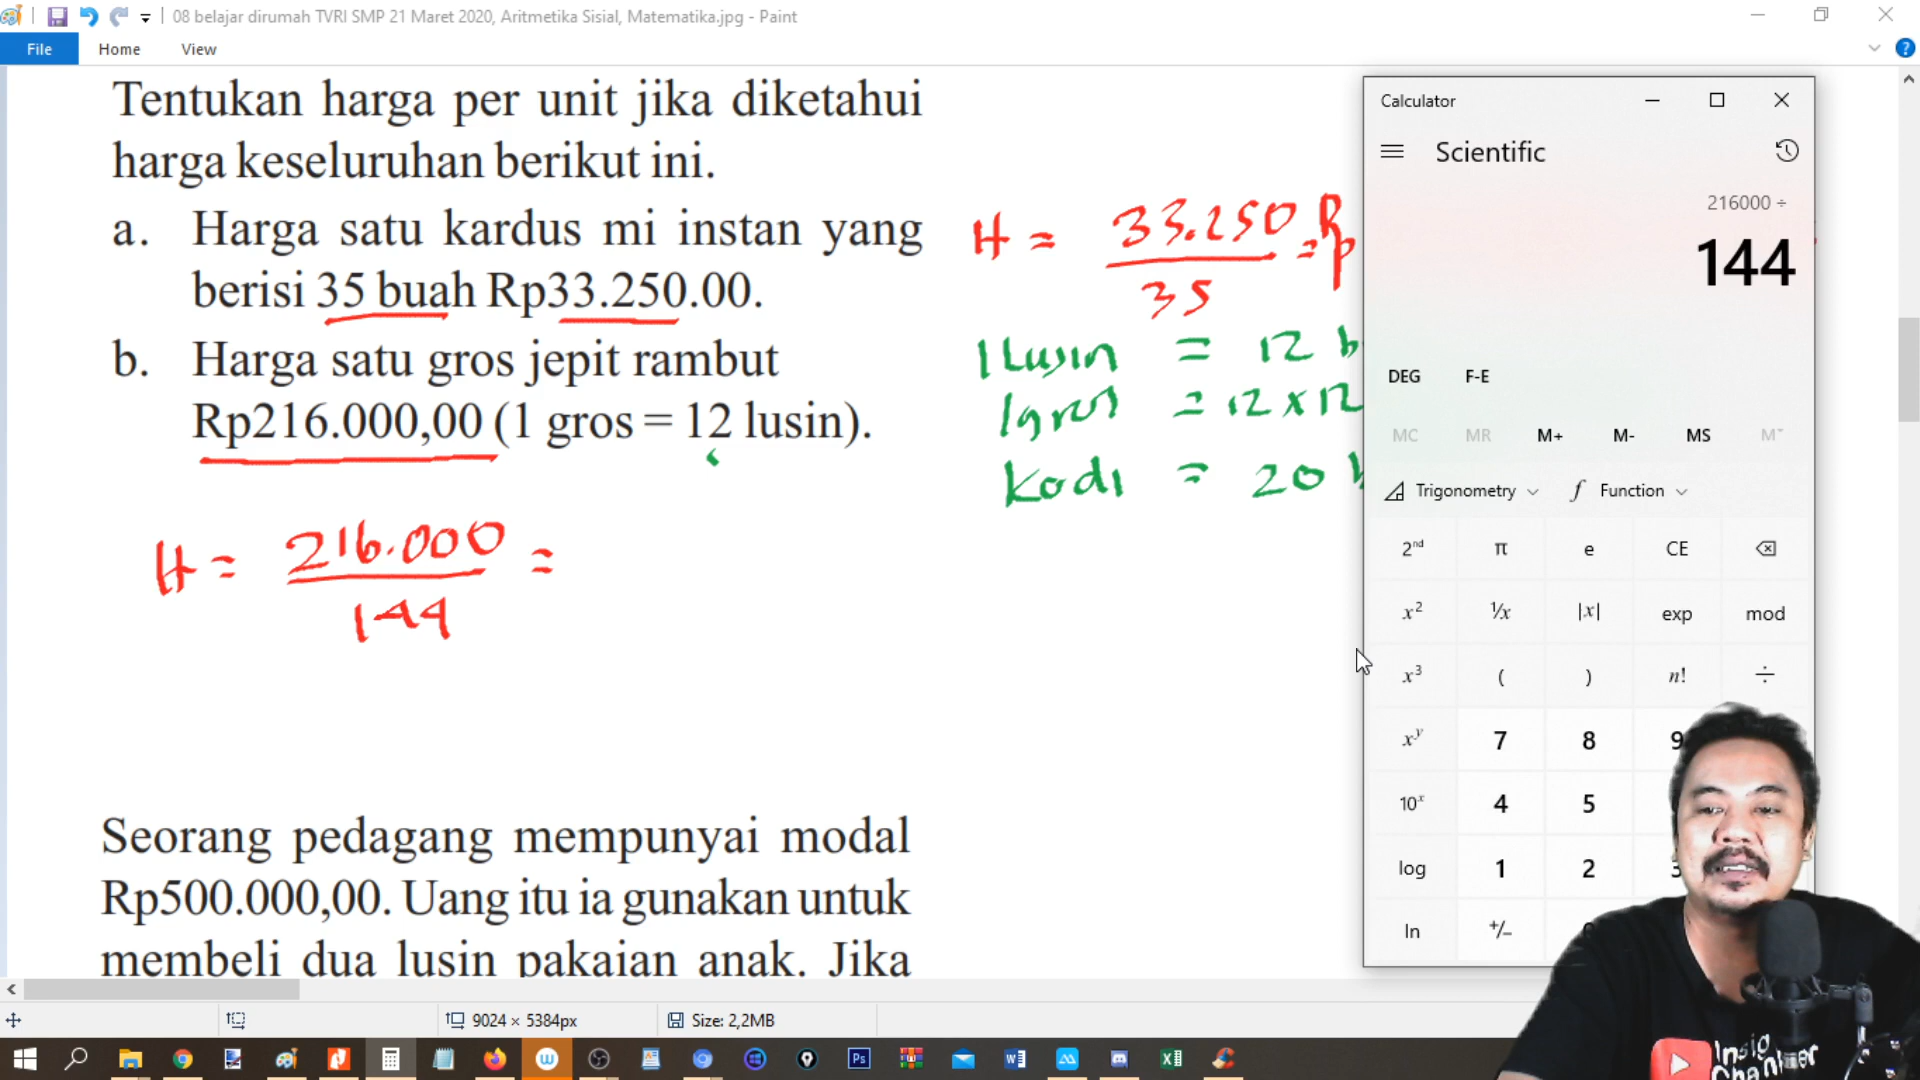 08 belajar dirumah TVRI SMP 21 Maret 2020, Aritmetika Sisial, Matematika.jpg - Paint
File Home View
Tentukan harga per unit jika diketahui
harga keseluruhan berikut ini.
a. Harga satu kardus mi instan yang
berisi 35 buah Rp33.250.00.
b. Harga satu gros jepit rambut
Rp216.000,00 (1 gros = 12 lusin).
H = 216.000 =
144
Seorang pedagang mempunyai modal
Rp500.000,00. Uang itu ia gunakan untuk
membeli dua lusin pakaian anak. Jika
H = 33.250 = Rp
35
1 Lusin = 12 b
1 gros = 12 x 12
Kodi = 20
Calculator
Scientific
216000 ÷
144
DEG F-E
MC MR M+ M- MS M˅
Trigonometry Function
2nd π e CE
x² ¹/x |x| exp mod
x³ ( ) n! ÷
xʸ 7 8 9
10ˣ 4 5
log 1 2 3
ln +/−
9024 × 5384px Size: 2,2MB
Insig
Channel